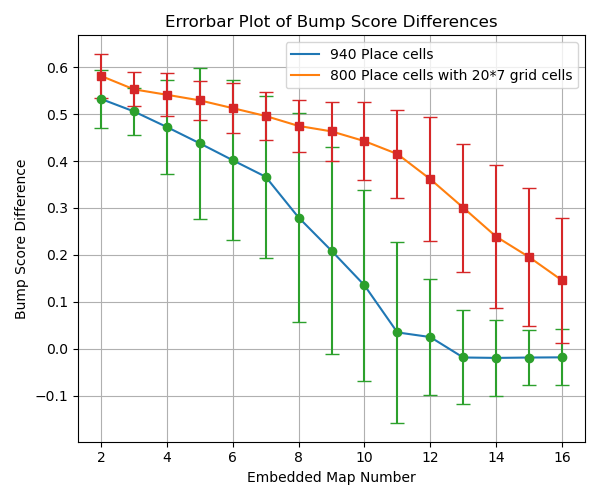 Errorbar Plot of Bump Score Differences
940 Place cells
800 Place cells with 20*7 grid cells
Bump Score Difference
0.6
0.5
0.4
0.3
0.2
0.1
0.0
−0.1
2 4 6 8 10 12 14 16
Embedded Map Number